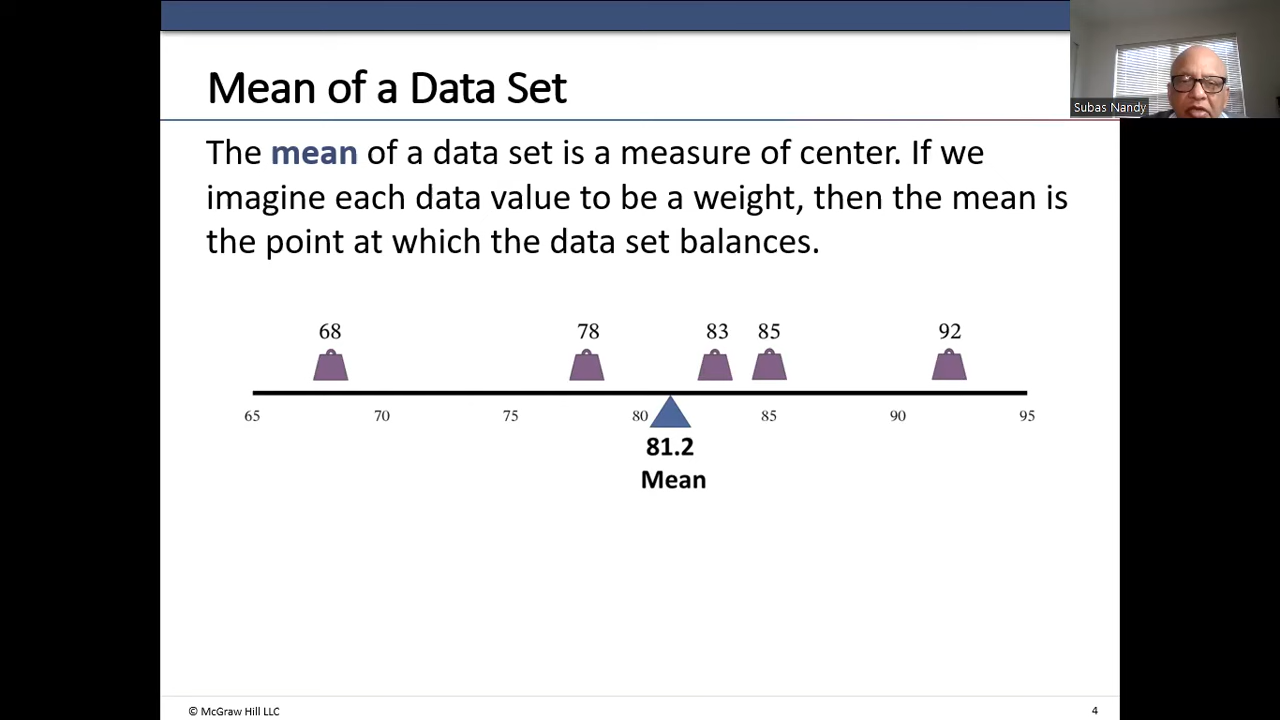 Mean of a Data Set
Subas Nandy
The mean of a data set is a measure of center. If we
imagine each data value to be a weight, then the mean is
the point at which the data set balances.
68 78 83 85 92
65 70 75 80 85 90 95
81.2
Mean
© McGraw Hill LLC
4